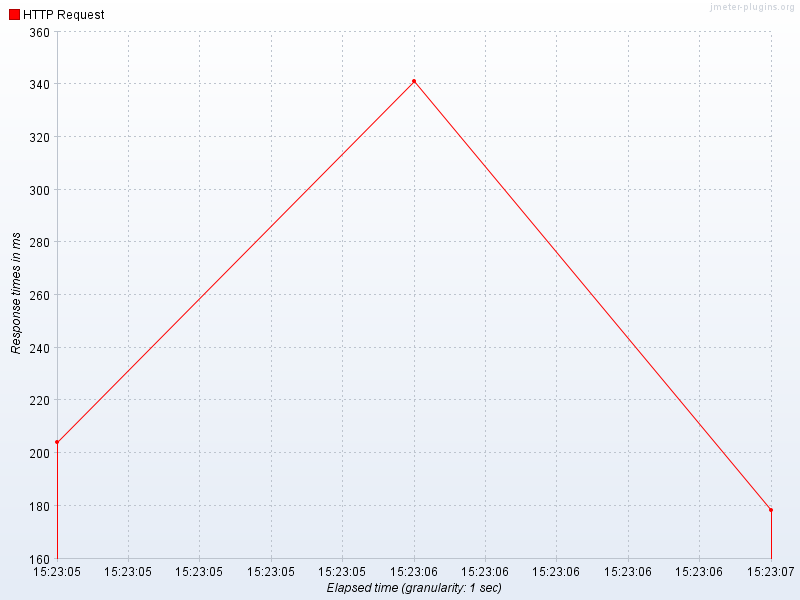 HTTP Request
jmeter-plugins.org
360
340
320
300
280
260
240
220
200
180
160
Response times in ms
15:23:05 15:23:05 15:23:05 15:23:05 15:23:05 15:23:06 15:23:06 15:23:06 15:23:06 15:23:06 15:23:07
Elapsed time (granularity: 1 sec)